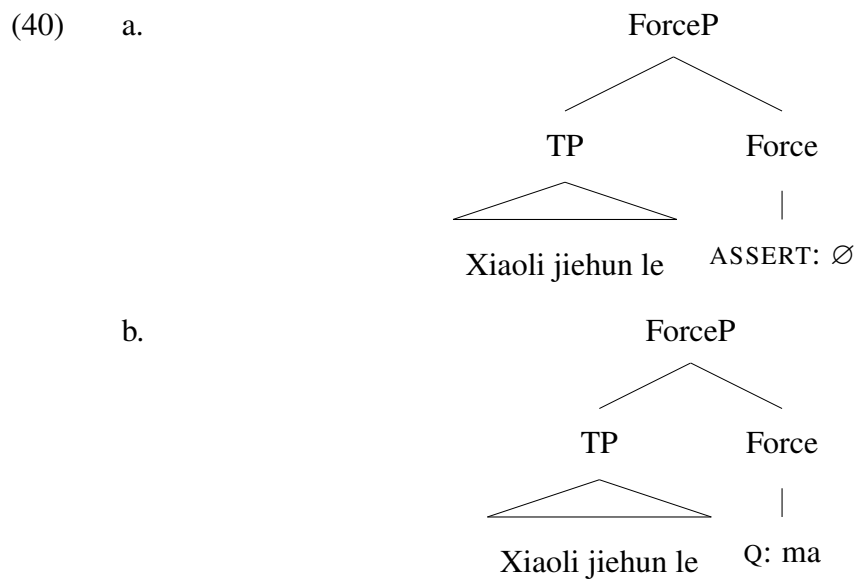 (40) a. ForceP
TP Force
Xiaoli jiehun le ASSERT: ∅
b. ForceP
TP Force
Xiaoli jiehun le Q: ma